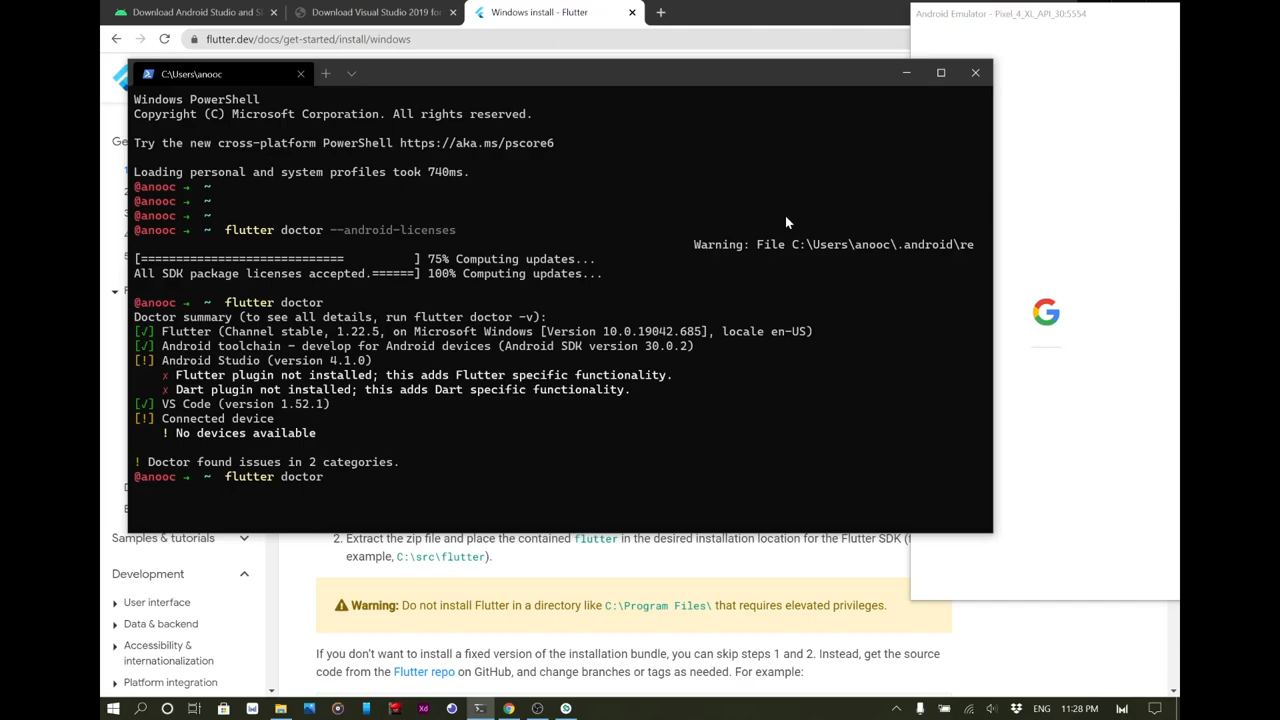 Download Android Studio and S
Download Visual Studio 2019 for
Windows install - Flutter
Android Emulator - Pixel_4_XL_API_30:5554
flutter.dev/docs/get-started/install/windows
C:\Users\anooc
Windows PowerShell
Copyright (C) Microsoft Corporation. All rights reserved.
Try the new cross-platform PowerShell https://aka.ms/pscore6
Loading personal and system profiles took 740ms.
@anooc → ~
@anooc → ~
@anooc → ~
@anooc → ~ flutter doctor --android-licenses
Warning: File C:\Users\anooc\.android\re
[============================ ] 75% Computing updates...
All SDK package licenses accepted.======] 100% Computing updates...
@anooc → ~ flutter doctor
Doctor summary (to see all details, run flutter doctor -v):
[√] Flutter (Channel stable, 1.22.5, on Microsoft Windows [Version 10.0.19042.685], locale en-US)
[√] Android toolchain - develop for Android devices (Android SDK version 30.0.2)
[!] Android Studio (version 4.1.0)
✗ Flutter plugin not installed; this adds Flutter specific functionality.
✗ Dart plugin not installed; this adds Dart specific functionality.
[√] VS Code (version 1.52.1)
[!] Connected device
! No devices available
! Doctor found issues in 2 categories.
@anooc → ~ flutter doctor
Ge
Samples & tutorials
Development
User interface
Data & backend
Accessibility &
internationalization
Platform integration
2. Extract the zip file and place the contained flutter in the desired installation location for the Flutter SDK (
example, C:\src\flutter).
Warning: Do not install Flutter in a directory like C:\Program Files\ that requires elevated privileges.
If you don't want to install a fixed version of the installation bundle, you can skip steps 1 and 2. Instead, get the source
code from the Flutter repo on GitHub, and change branches or tags as needed. For example:
Xd
ENG
11:28 PM